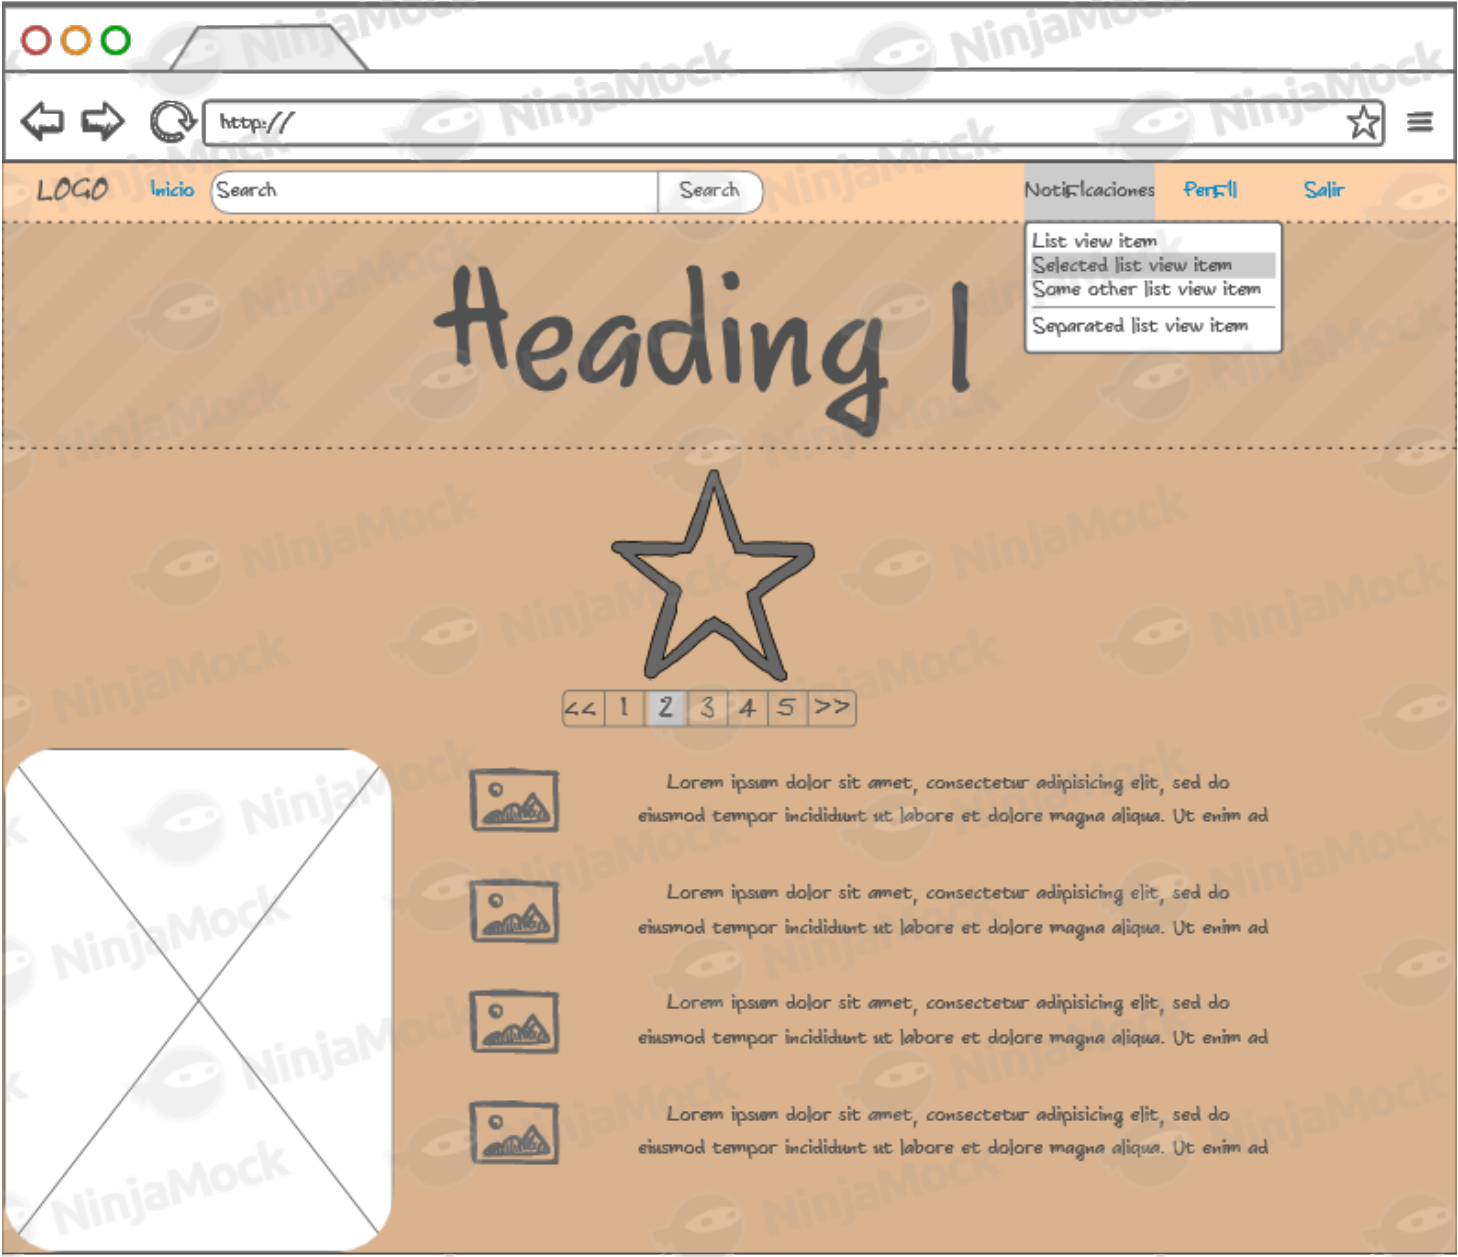 http://
LOGO Inicio Search Search Notificaciones Perfil Salir
List view item
Selected list view item
Some other list view item
Separated list view item
Heading 1
<< 1 2 3 4 5 >>
Lorem ipsum dolor sit amet, consectetur adipisicing elit, sed do
eiusmod tempor incididunt ut labore et dolore magna aliqua. Ut enim ad
Lorem ipsum dolor sit amet, consectetur adipisicing elit, sed do
eiusmod tempor incididunt ut labore et dolore magna aliqua. Ut enim ad
Lorem ipsum dolor sit amet, consectetur adipisicing elit, sed do
eiusmod tempor incididunt ut labore et dolore magna aliqua. Ut enim ad
Lorem ipsum dolor sit amet, consectetur adipisicing elit, sed do
eiusmod tempor incididunt ut labore et dolore magna aliqua. Ut enim ad
NinjaMock